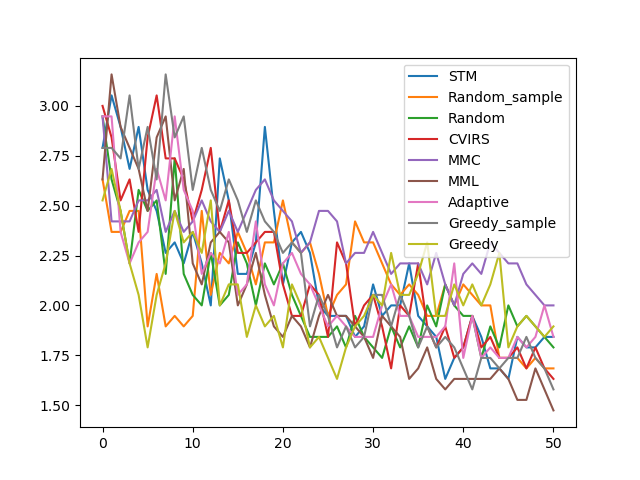 STM
Random_sample
Random
CVIRS
MMC
MML
Adaptive
Greedy_sample
Greedy
3.00
2.75
2.50
2.25
2.00
1.75
1.50
0 10 20 30 40 50